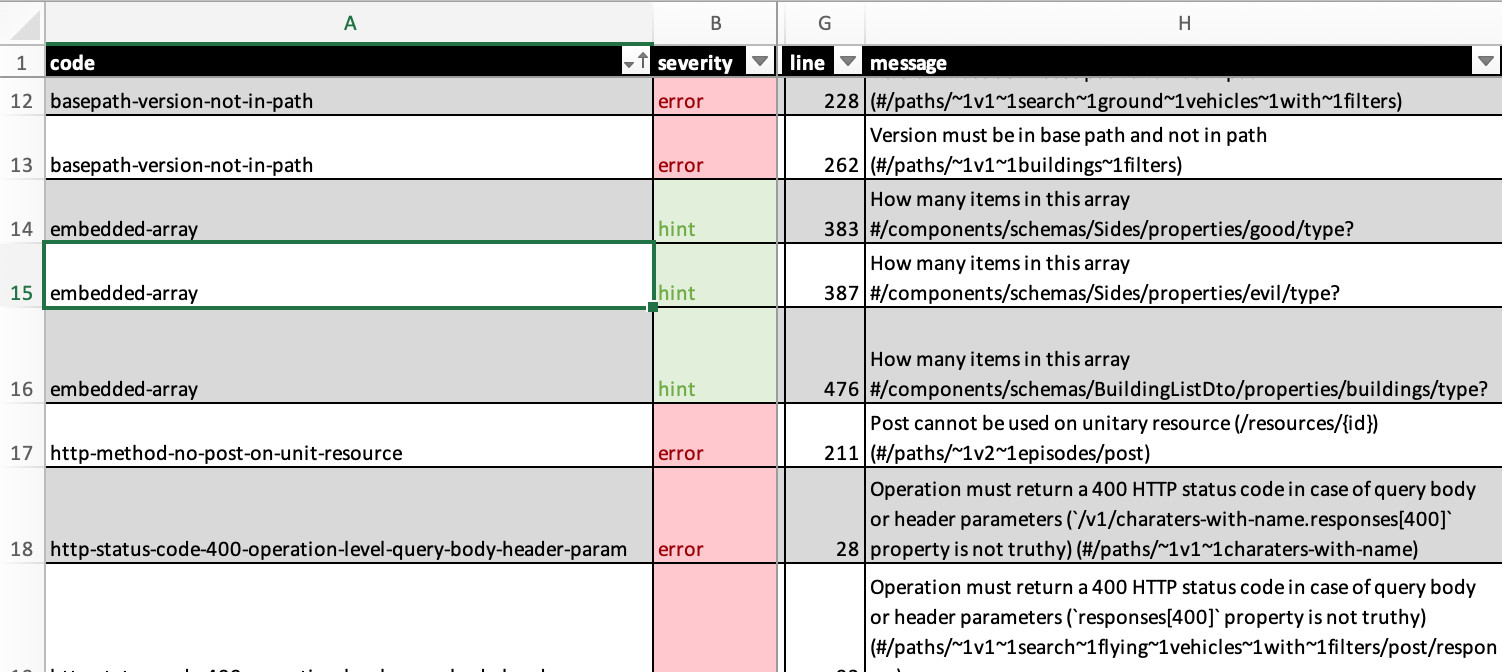 A B G H
1 code severity line message
12 basepath-version-not-in-path error 228 (#/paths/~1v1~1search~1ground~1vehicles~1with~1filters)
Version must be in base path and not in path
13 basepath-version-not-in-path error 262 (#/paths/~1v1~1buildings~1filters)
How many items in this array
14 embedded-array hint 383 #/components/schemas/Sides/properties/good/type?
How many items in this array
15 embedded-array hint 387 #/components/schemas/Sides/properties/evil/type?
How many items in this array
16 embedded-array hint 476 #/components/schemas/BuildingListDto/properties/buildings/type?
Post cannot be used on unitary resource (/resources/{id})
17 http-method-no-post-on-unit-resource error 211 (#/paths/~1v2~1episodes/post)
Operation must return a 400 HTTP status code in case of query body
or header parameters (`/v1/charaters-with-name.responses[400]`
18 http-status-code-400-operation-level-query-body-header-param error 28 property is not truthy) (#/paths/~1v1~1charaters-with-name)
Operation must return a 400 HTTP status code in case of query body
or header parameters (`responses[400]` property is not truthy)
(#/paths/~1v1~1search~1flying~1vehicles~1with~1filters/post/respon